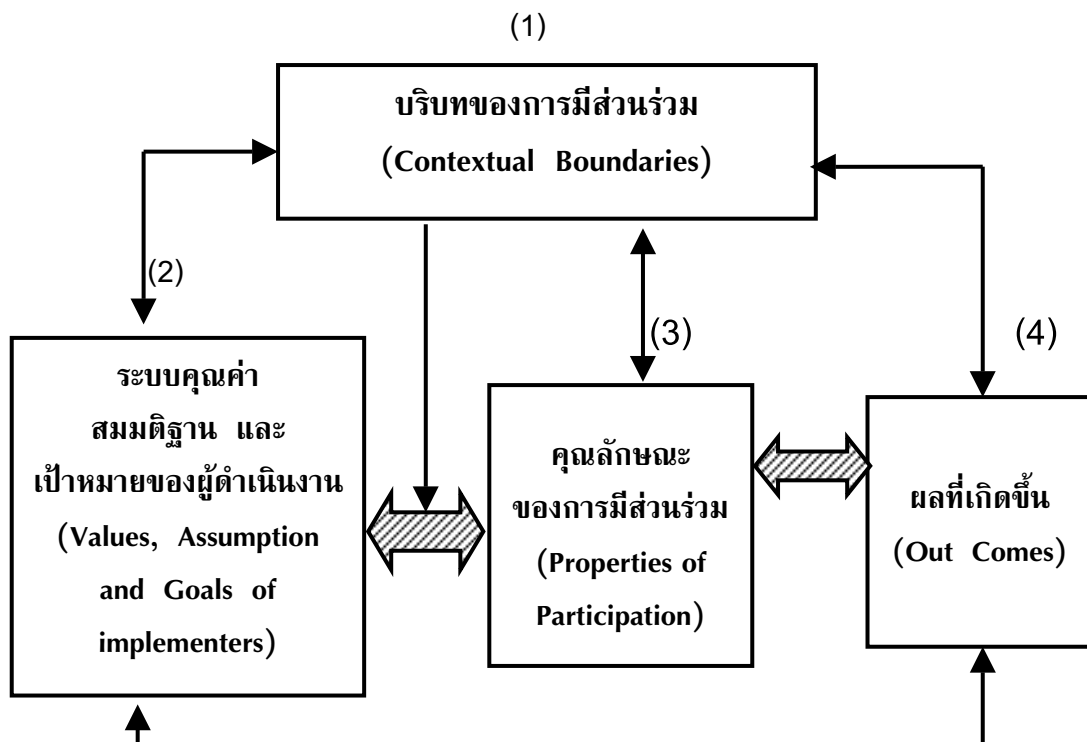 (1)
บริบทของการมีส่วนร่วม
(Contextual Boundaries)
(2)
ระบบคุณค่า
สมมติฐาน และ
เป้าหมายของผู้ดำเนินงาน
(Values, Assumption
and Goals of
implementers)
(3)
คุณลักษณะ
ของการมีส่วนร่วม
(Properties of
Participation)
(4)
ผลที่เกิดขึ้น
(Out Comes)